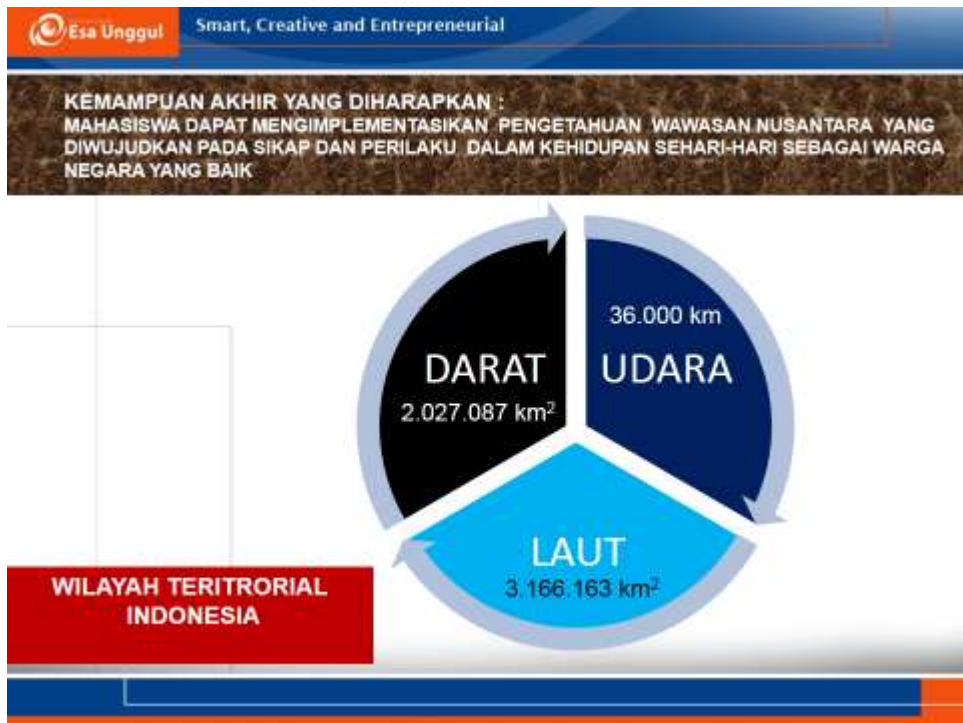 Esa Unggul
Smart, Creative and Entrepreneurial
KEMAMPUAN AKHIR YANG DIHARAPKAN :
MAHASISWA DAPAT MENGIMPLEMENTASIKAN PENGETAHUAN WAWASAN NUSANTARA YANG
DIWUJUDKAN PADA SIKAP DAN PERILAKU DALAM KEHIDUPAN SEHARI-HARI SEBAGAI WARGA
NEGARA YANG BAIK
36.000 km
UDARA
DARAT
2.027.087 km²
LAUT
3.166.163 km²
WILAYAH TERITRORIAL
INDONESIA